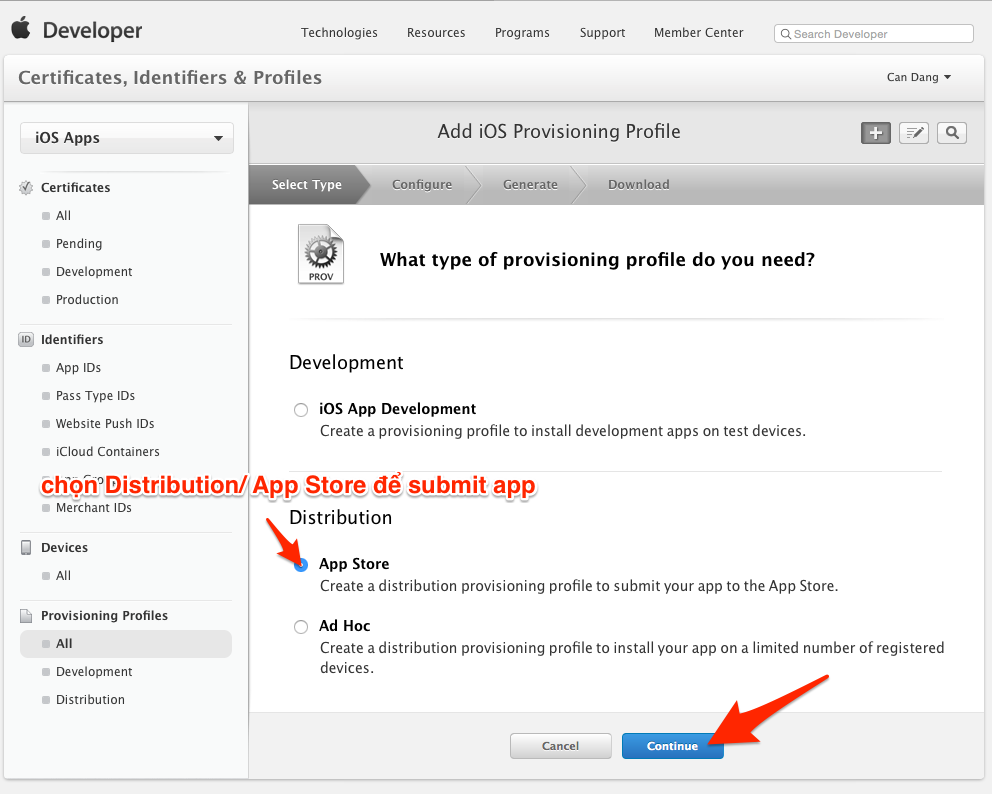 Developer
Technologies Resources Programs Support Member Center Search Developer
Certificates, Identifiers & Profiles
Can Dang
iOS Apps
Add iOS Provisioning Profile
Select Type Configure Generate Download
Certificates
All
Pending
Development
Production
ID Identifiers
App IDs
Pass Type IDs
Website Push IDs
iCloud Containers
Merchant IDs
Devices
All
Provisioning Profiles
All
Development
Distribution
PROV
What type of provisioning profile do you need?
Development
iOS App Development
Create a provisioning profile to install development apps on test devices.
chọn Distribution/ App Store để submit app
Distribution
App Store
Create a distribution provisioning profile to submit your app to the App Store.
Ad Hoc
Create a distribution provisioning profile to install your app on a limited number of registered
devices.
Cancel Continue